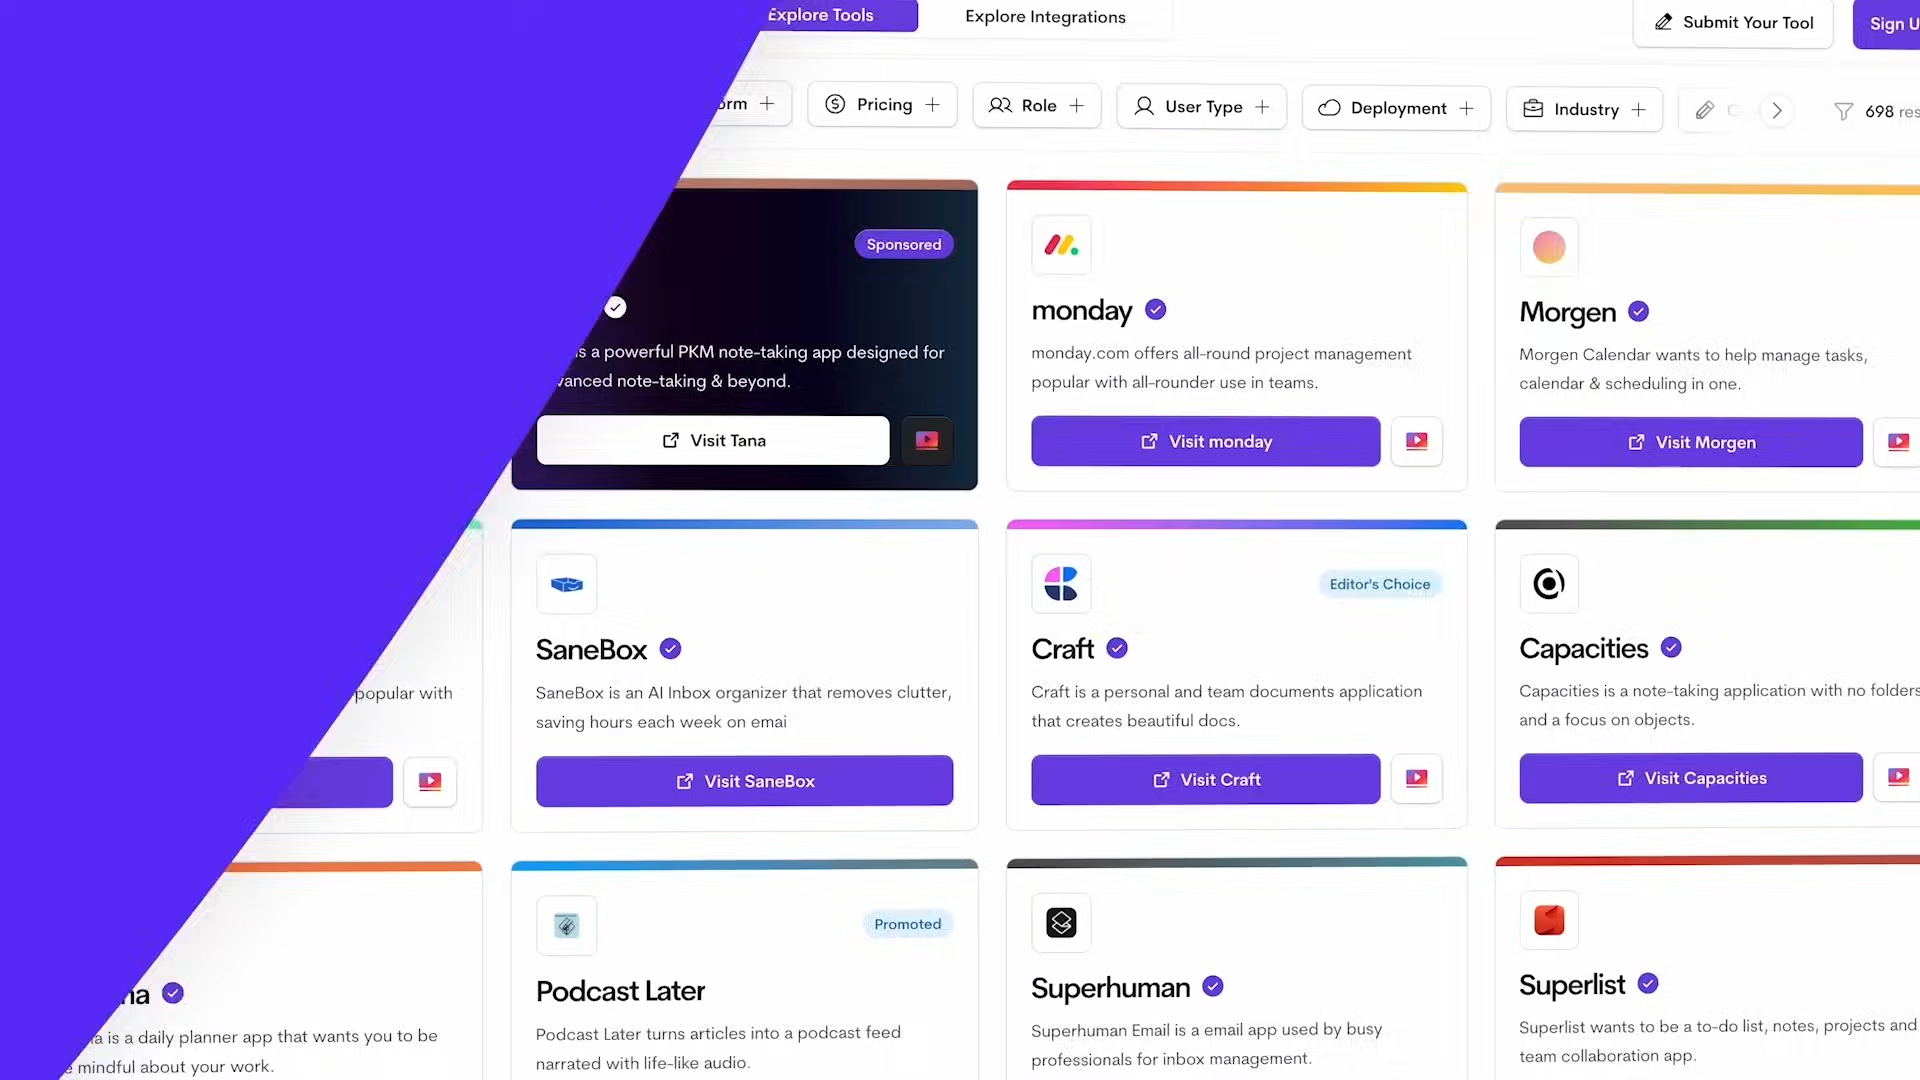 Explore Tools
Explore Integrations
Submit Your Tool
Sign U
orm
Pricing
Role
User Type
Deployment
Industry
698 res
Sponsored
is a powerful PKM note-taking app designed for
vanced note-taking & beyond.
Visit Tana
monday
monday.com offers all-round project management
popular with all-rounder use in teams.
Visit monday
Morgen
Morgen Calendar wants to help manage tasks,
calendar & scheduling in one.
Visit Morgen
popular with
SaneBox
SaneBox is an AI Inbox organizer that removes clutter,
saving hours each week on emai
Visit SaneBox
Editor's Choice
Craft
Craft is a personal and team documents application
that creates beautiful docs.
Visit Craft
Capacities
Capacities is a note-taking application with no folders
and a focus on objects.
Visit Capacities
na
a is a daily planner app that wants you to be
mindful about your work.
Promoted
Podcast Later
Podcast Later turns articles into a podcast feed
narrated with life-like audio.
Superhuman
Superhuman Email is a email app used by busy
professionals for inbox management.
Superlist
Superlist wants to be a to-do list, notes, projects and
team collaboration app.